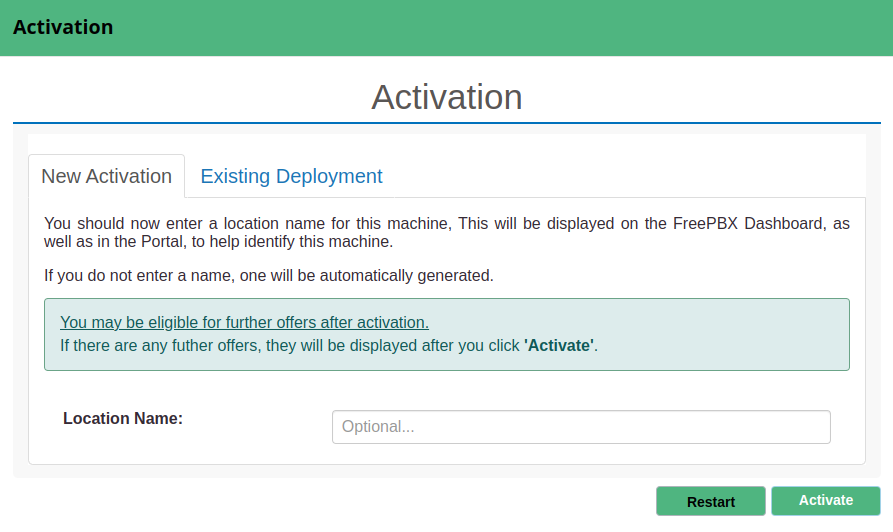 Activation
Activation
New Activation
Existing Deployment
You should now enter a location name for this machine, This will be displayed on the FreePBX Dashboard, as
well as in the Portal, to help identify this machine.
If you do not enter a name, one will be automatically generated.
You may be eligible for further offers after activation.
If there are any futher offers, they will be displayed after you click 'Activate'.
Location Name:
Optional...
Restart
Activate